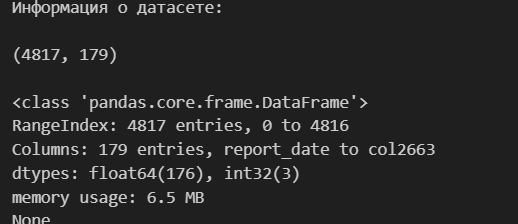 Информация о датасете:
(4817, 179)
<class 'pandas.core.frame.DataFrame'>
RangeIndex: 4817 entries, 0 to 4816
Columns: 179 entries, report_date to col2663
dtypes: float64(176), int32(3)
memory usage: 6.5 MB
None